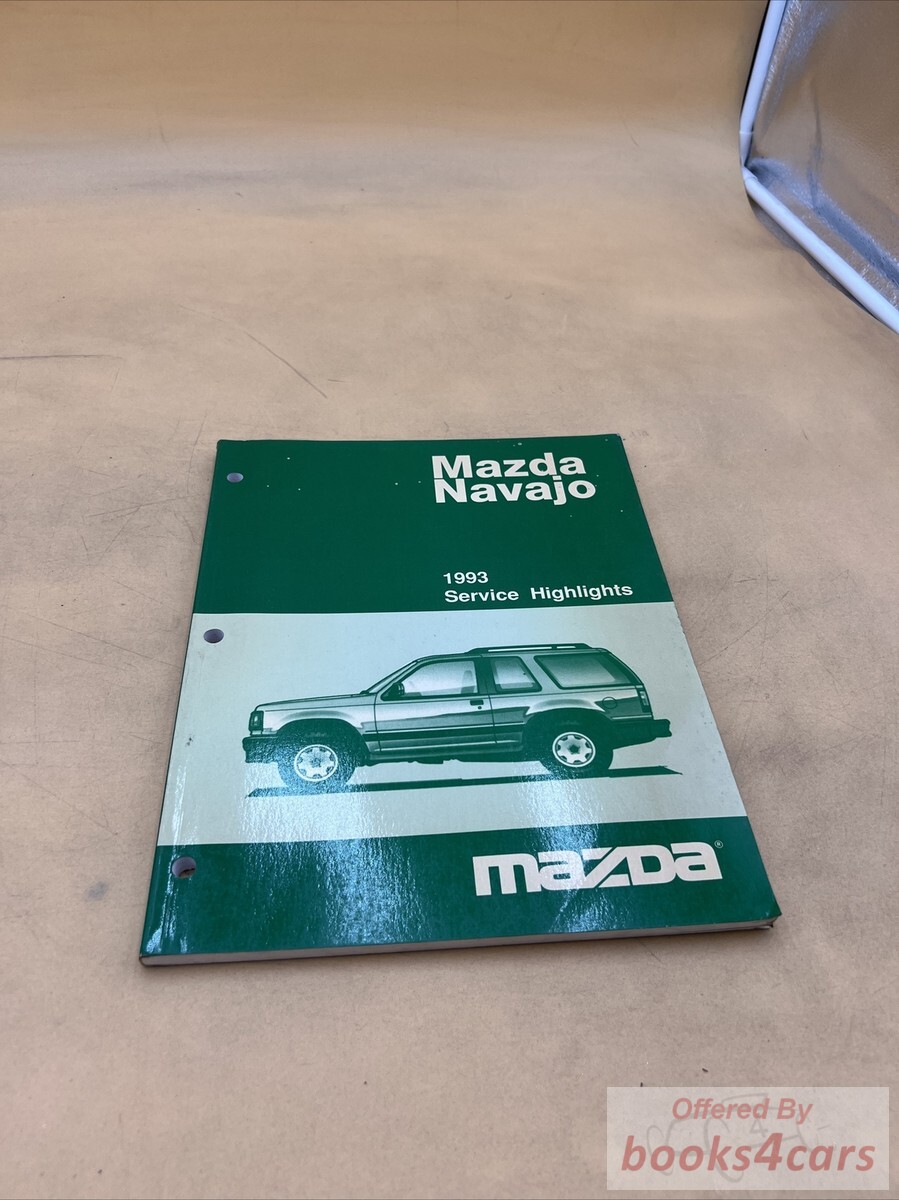 Mazda
Navajo
1993
Service Highlights
mazda®
Offered By
books4cars